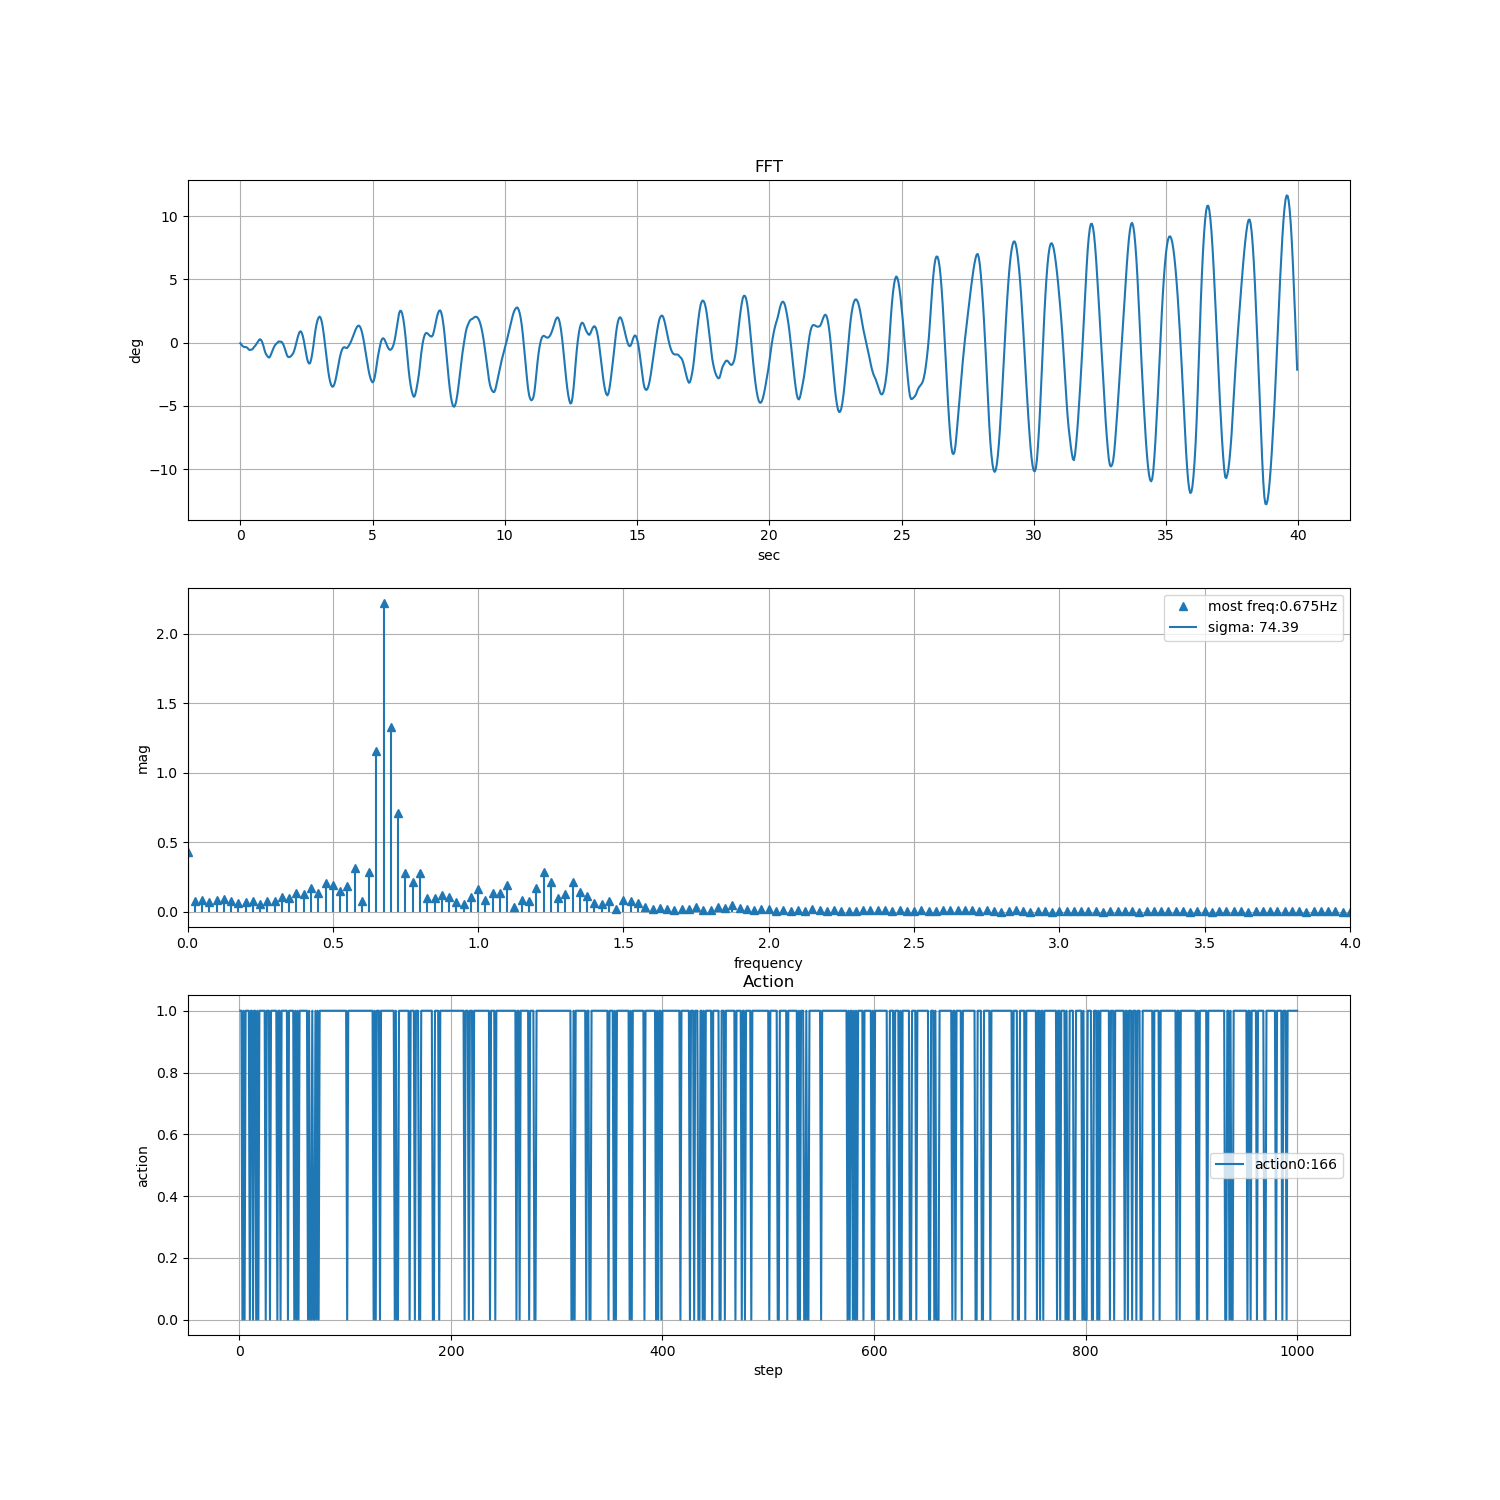 FFT
10
5
0
−5
−10
deg
0 5 10 15 20 25 30 35 40
sec
most freq:0.675Hz
sigma: 74.39
2.0
1.5
1.0
0.5
0.0
mag
0.0 0.5 1.0 1.5 2.0 2.5 3.0 3.5 4.0
frequency
Action
1.0
0.8
0.6
0.4
0.2
0.0
action
action0:166
0 200 400 600 800 1000
step